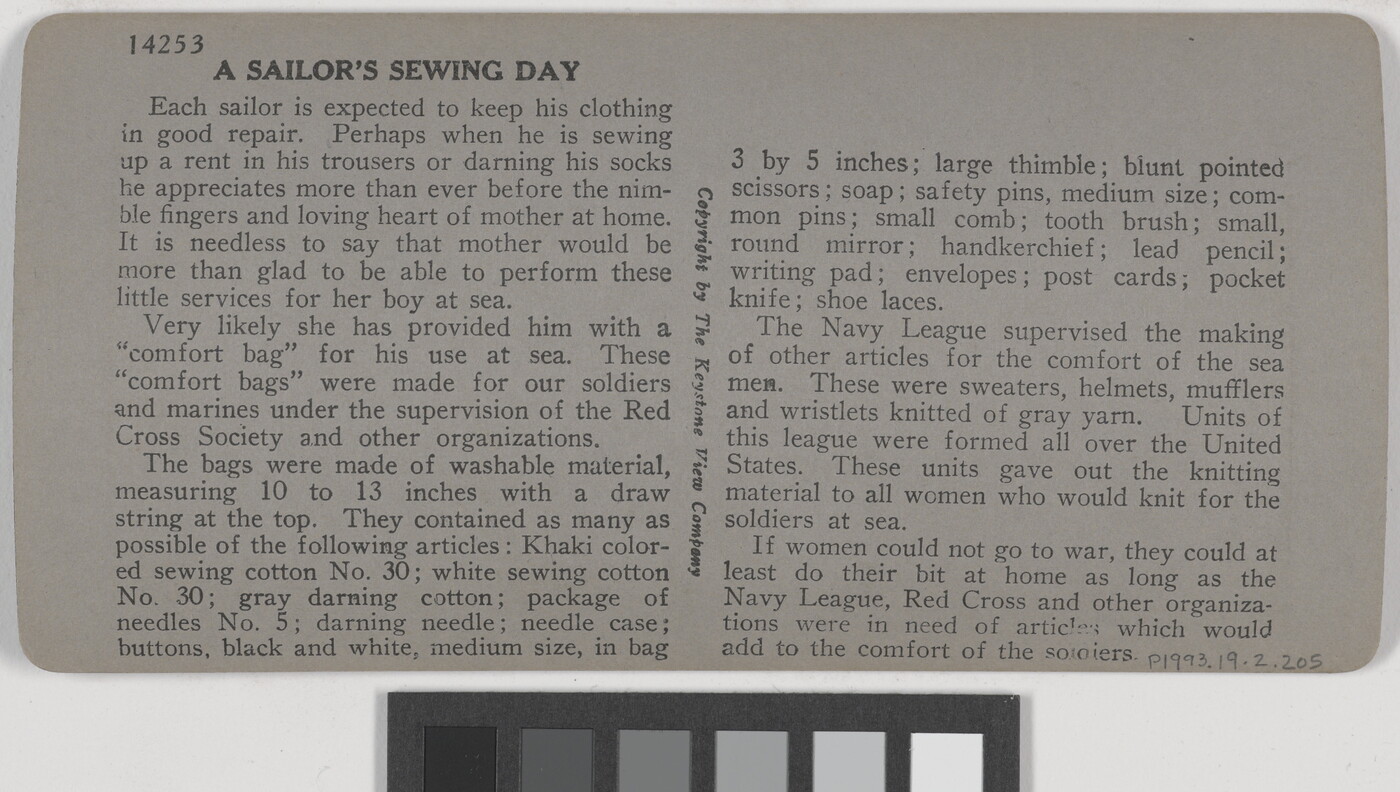 14253
A SAILOR'S SEWING DAY
Each sailor is expected to keep his clothing
in good repair. Perhaps when he is sewing
up a rent in his trousers or darning his socks
he appreciates more than ever before the nim-
ble fingers and loving heart of mother at home.
It is needless to say that mother would be
more than glad to be able to perform these
little services for her boy at sea.
Very likely she has provided him with a
"comfort bag" for his use at sea. These
"comfort bags" were made for our soldiers
and marines under the supervision of the Red
Cross Society and other organizations.
The bags were made of washable material,
measuring 10 to 13 inches with a draw
string at the top. They contained as many as
possible of the following articles: Khaki color-
ed sewing cotton No. 30; white sewing cotton
No. 30; gray darning cotton; package of
needles No. 5; darning needle; needle case;
buttons, black and white, medium size, in bag
Copyright by The Keystone View Company
3 by 5 inches; large thimble; blunt pointed
scissors; soap; safety pins, medium size; com-
mon pins; small comb; tooth brush; small,
round mirror; handkerchief; lead pencil;
writing pad; envelopes; post cards; pocket
knife; shoe laces.
The Navy League supervised the making
of other articles for the comfort of the sea
men. These were sweaters, helmets, mufflers
and wristlets knitted of gray yarn. Units of
this league were formed all over the United
States. These units gave out the knitting
material to all women who would knit for the
soldiers at sea.
If women could not go to war, they could at
least do their bit at home as long as the
Navy League, Red Cross and other organiza-
tions were in need of articles which would
add to the comfort of the soldiers.
P1993.19.2.205